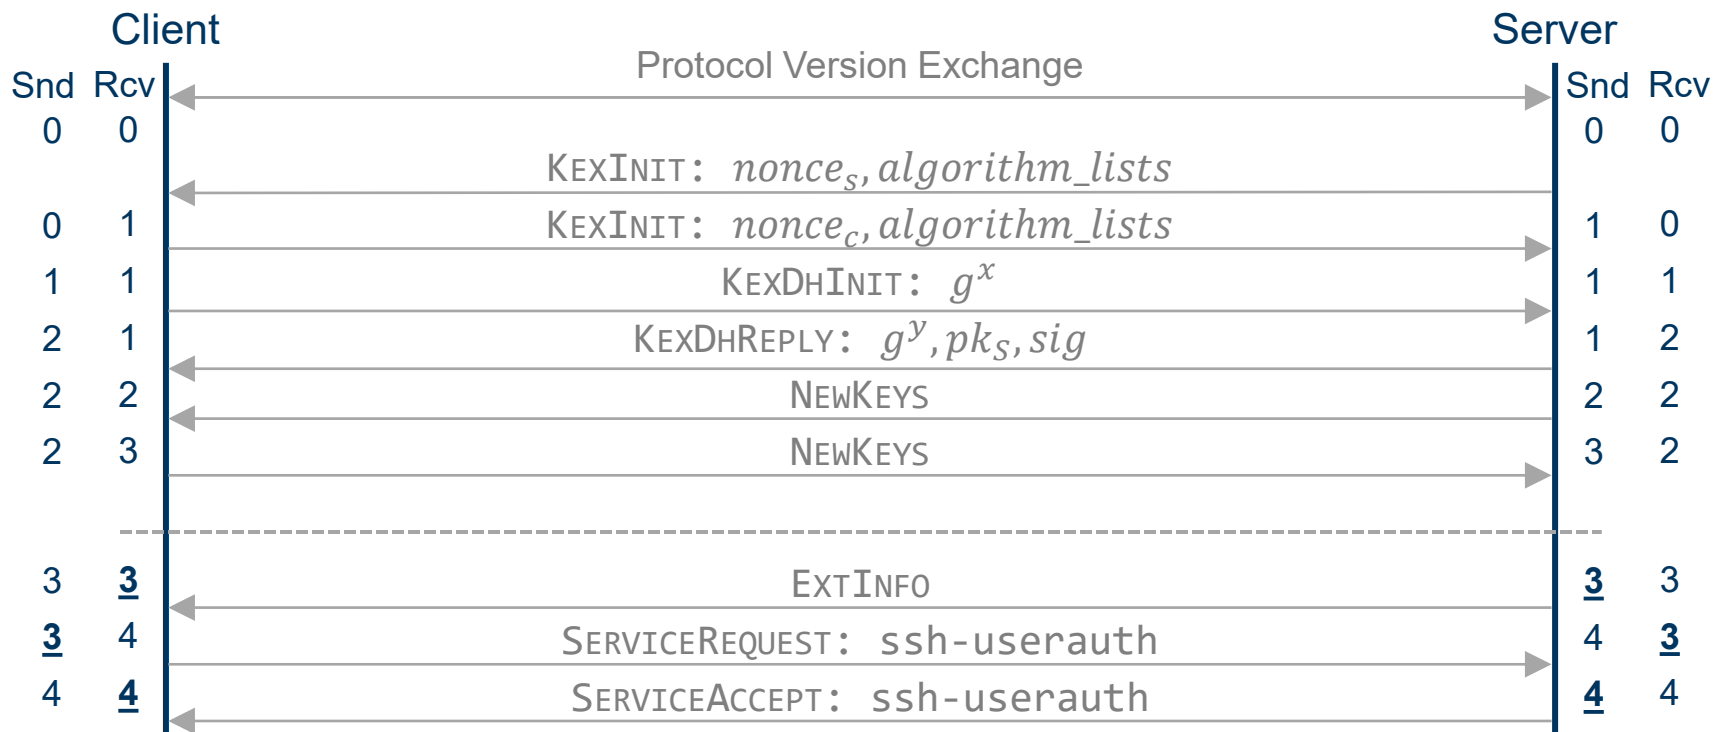 Client Server
Protocol Version Exchange
Snd Rcv Snd Rcv
0 0 0 0
KEXINIT: nonceₛ, algorithm_lists
0 1 KEXINIT: nonce_c, algorithm_lists 1 0
1 1 KEXDHINIT: gˣ 1 1
2 1 KEXDHREPLY: gʸ, pk_S, sig 1 2
2 2 NEWKEYS 2 2
2 3 NEWKEYS 3 2
3 3 EXTINFO 3 3
3 4 SERVICEREQUEST: ssh-userauth 4 3
4 4 SERVICEACCEPT: ssh-userauth 4 4